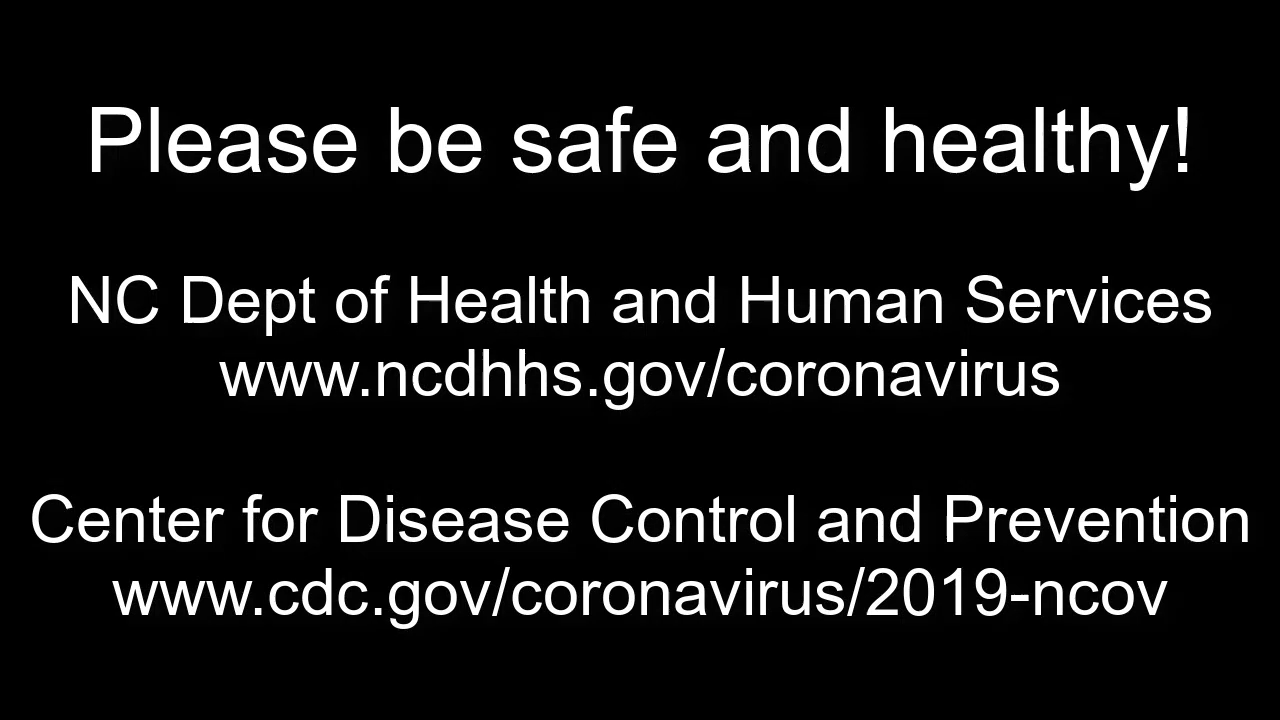 Please be safe and healthy!
NC Dept of Health and Human Services
www.ncdhhs.gov/coronavirus
Center for Disease Control and Prevention
www.cdc.gov/coronavirus/2019-ncov